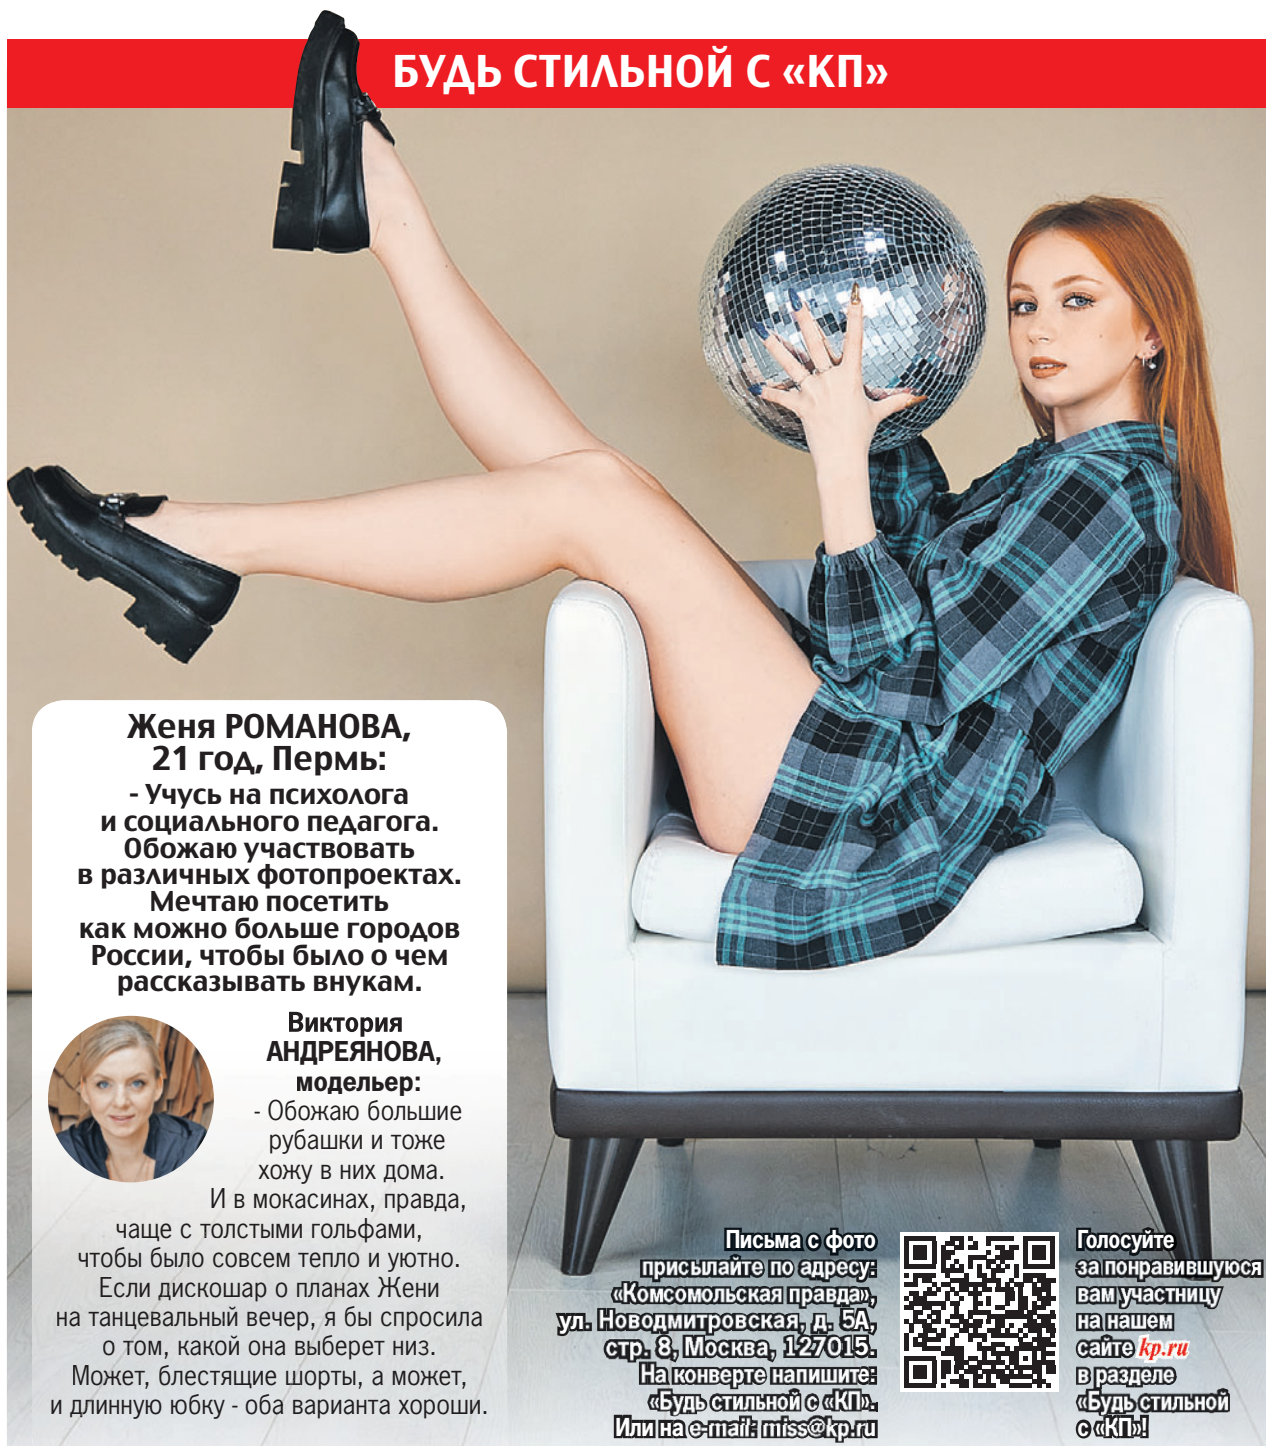 БУДЬ СТИЛЬНОЙ С «КП»
Женя РОМАНОВА,
21 год, Пермь:
- Учусь на психолога
и социального педагога.
Обожаю участвовать
в различных фотопроектах.
Мечтаю посетить
как можно больше городов
России, чтобы было о чем
рассказывать внукам.
Виктория
АНДРЕЯНОВА,
модельер:
- Обожаю большие
рубашки и тоже
хожу в них дома.
И в мокасинах, правда,
чаще с толстыми гольфами,
чтобы было совсем тепло и уютно.
Если дискошар о планах Жени
на танцевальный вечер, я бы спросила
о том, какой она выберет низ.
Может, блестящие шорты, а может,
и длинную юбку - оба варианта хороши.
Письма с фото
присылайте по адресу:
«Комсомольская правда»,
ул. Новодмитровская, д. 5А,
стр. 8, Москва, 127015.
На конверте напишите:
«Будь стильной с «КП».
Или на e-mail: miss@kp.ru
Голосуйте
за понравившуюся
вам участницу
на нашем
сайте kp.ru
в разделе
«Будь стильной
с «КП»!